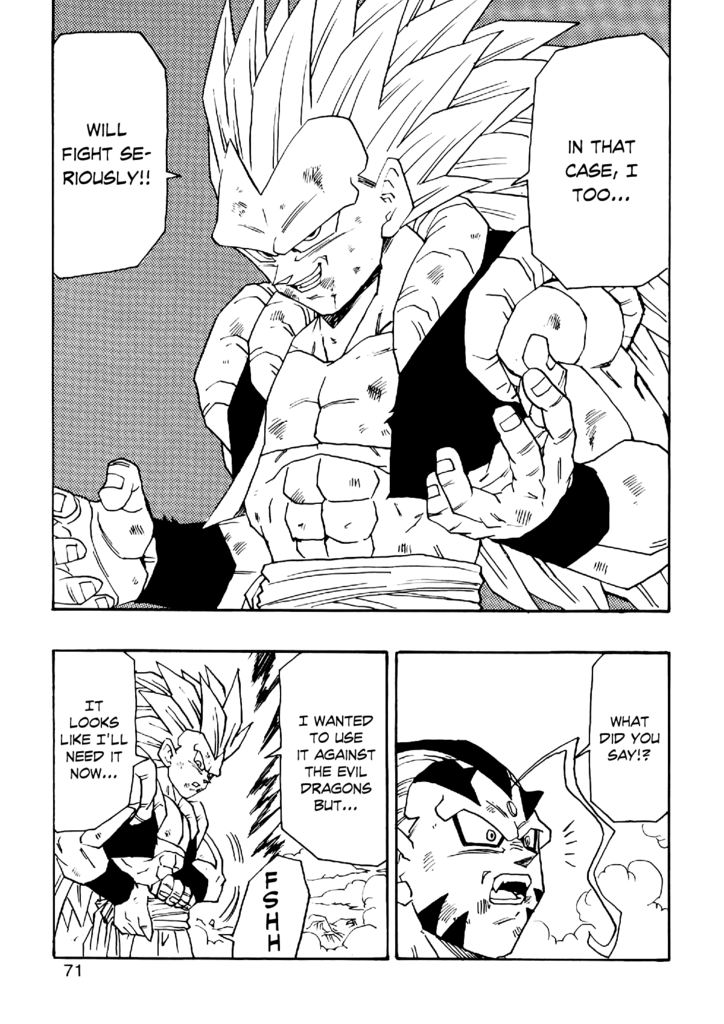 IN THAT
CASE, I
TOO...
WILL
FIGHT SE-
RIOUSLY!!
WHAT
DID YOU
SAY!?
I WANTED
TO USE
IT AGAINST
THE EVIL
DRAGONS
BUT...
IT
LOOKS
LIKE I'LL
NEED IT
NOW...
FSHH
71